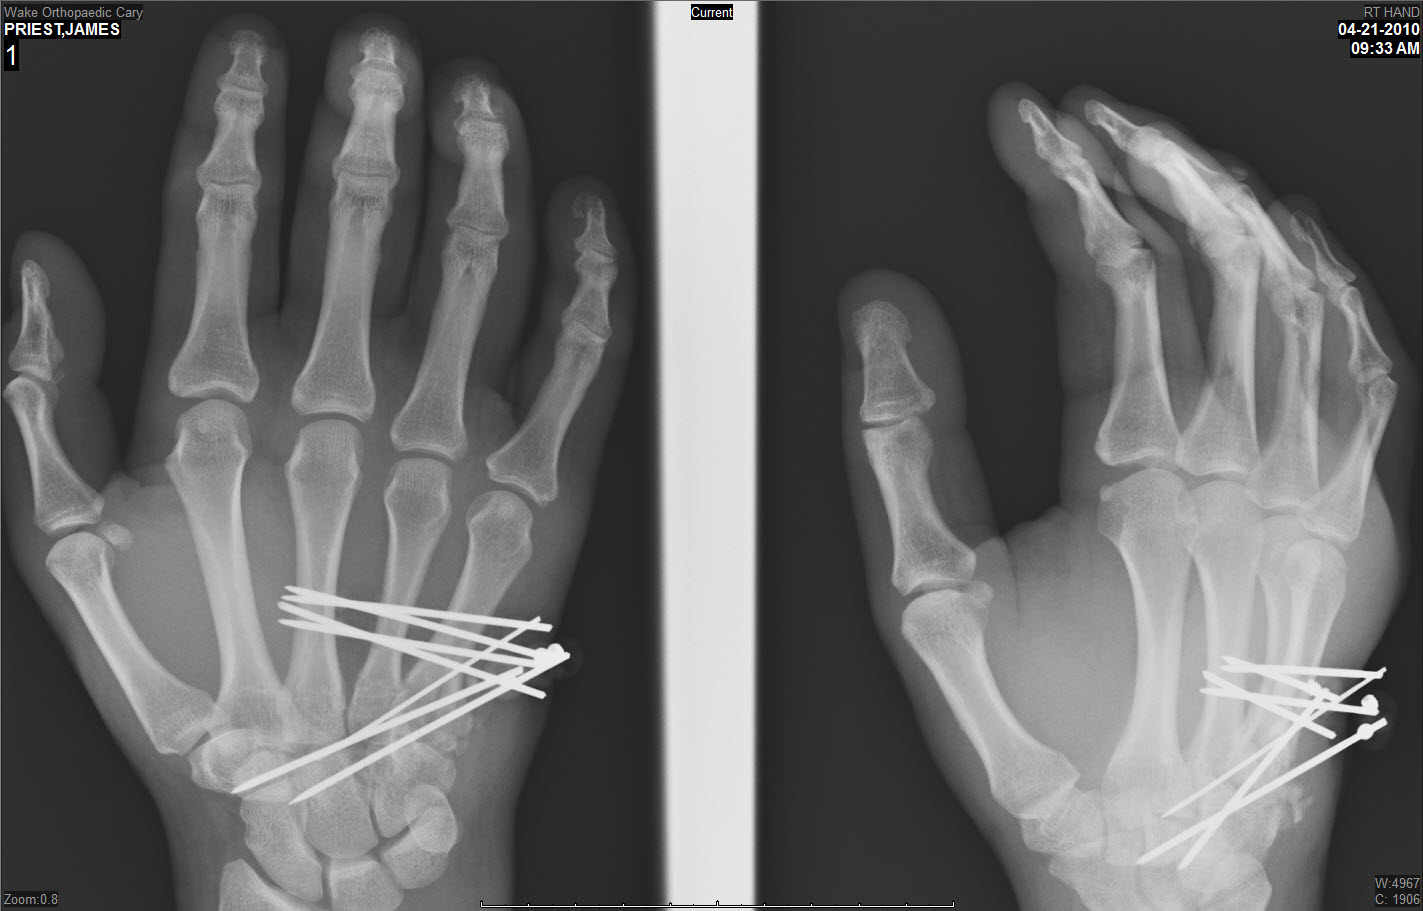 Wake Orthopaedic Cary
PRIEST,JAMES
1
Current
RT HAND
04-21-2010
09:33 AM
Zoom:0.8
W:4967
C: 1906